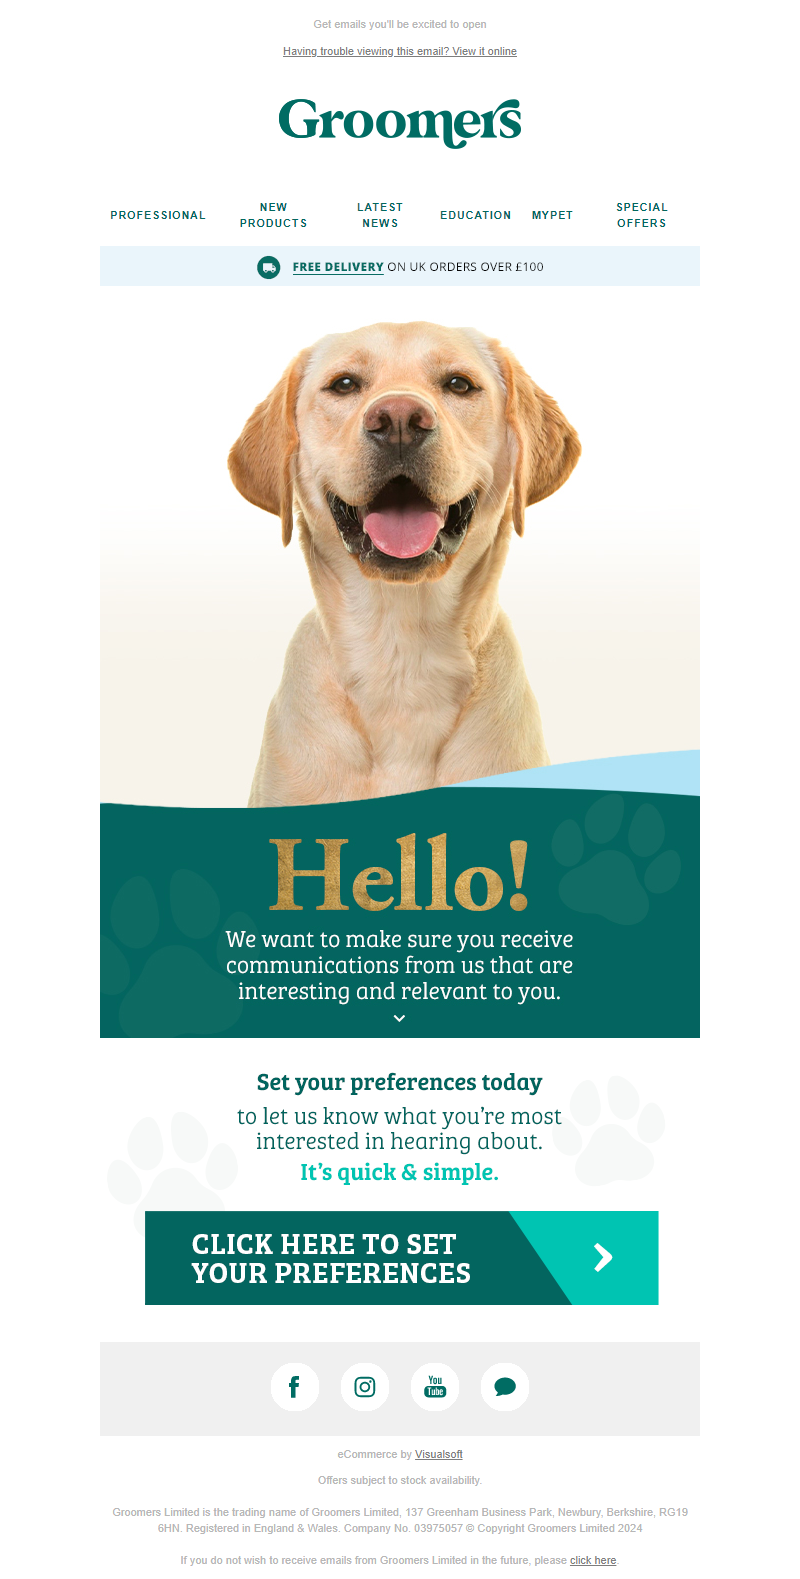 Get emails you'll be excited to open
Having trouble viewing this email? View it online
Groomers
PROFESSIONAL
NEW
PRODUCTS
LATEST
NEWS
EDUCATION
MYPET
SPECIAL
OFFERS
FREE DELIVERY ON UK ORDERS OVER £100
Hello!
We want to make sure you receive
communications from us that are
interesting and relevant to you.
Set your preferences today
to let us know what you're most
interested in hearing about.
It's quick & simple.
CLICK HERE TO SET
YOUR PREFERENCES
You
Tube
eCommerce by Visualsoft
Offers subject to stock availability.
Groomers Limited is the trading name of Groomers Limited, 137 Greenham Business Park, Newbury, Berkshire, RG19
6HN. Registered in England & Wales. Company No. 03975057 © Copyright Groomers Limited 2024
If you do not wish to receive emails from Groomers Limited in the future, please click here.